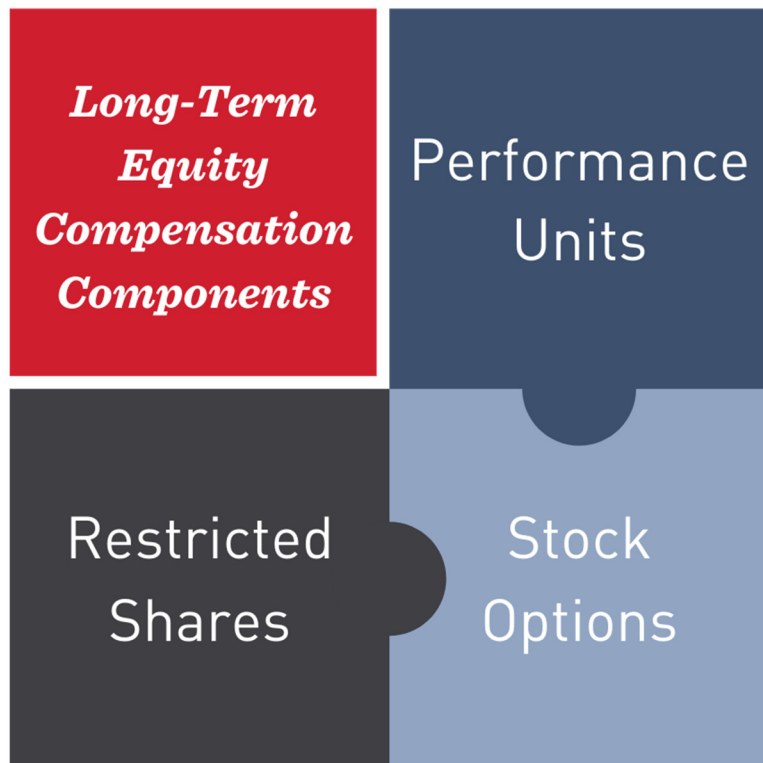 Long-Term
Equity
Compensation
Components
Performance
Units
Restricted
Shares
Stock
Options